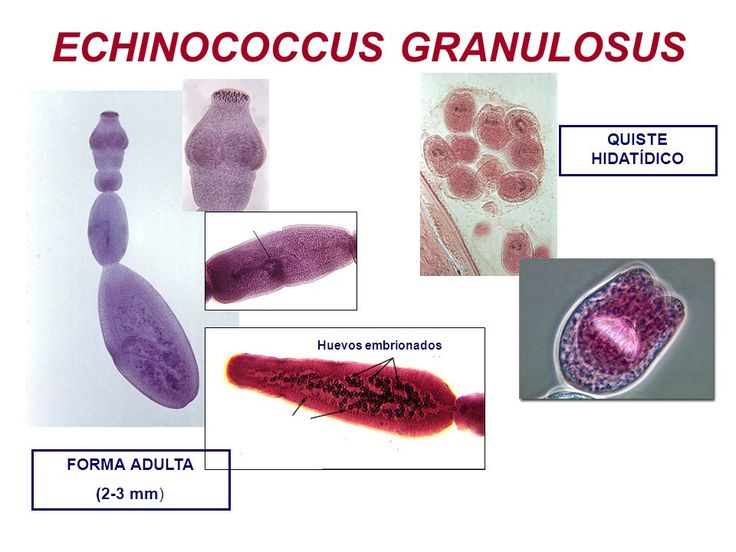 ECHINOCOCCUS GRANULOSUS
QUISTE
HIDATÍDICO
Huevos embrionados
FORMA ADULTA
(2-3 mm)